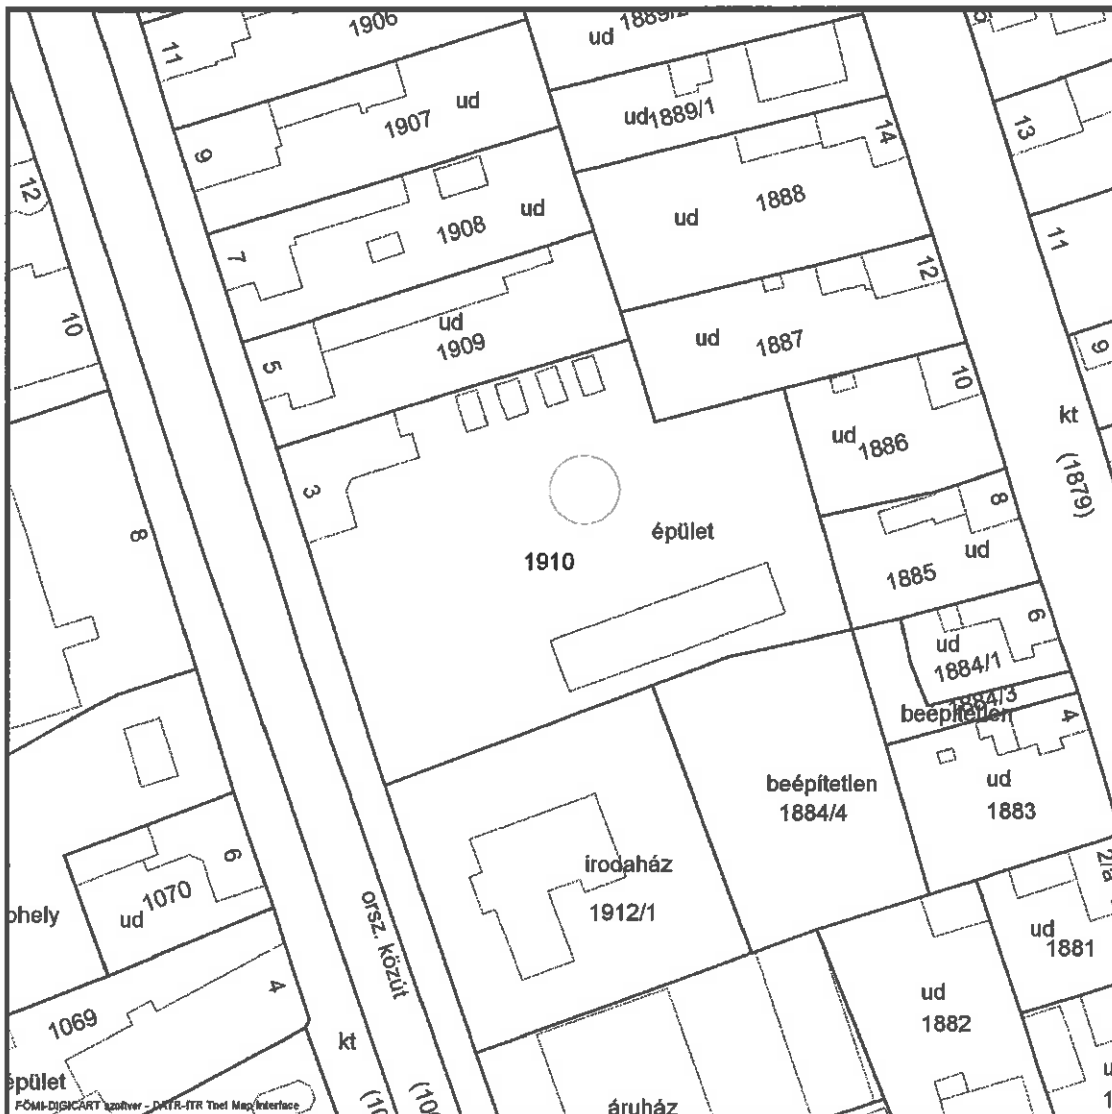 1906
ud 1889/2
11
1907
ud
ud 1889/1
14
13
9
12
1908
ud
ud
1888
7
11
12
10
ud
1909
ud
1887
5
9
10
kt
(1879)
ud 1886
3
8
8
épület
1910
ud
1885
6
ud
1884/1
1884/3
beépítetlen
4
beépítetlen
1884/4
ud
1883
6
irodaház
1912/1
2/a
1070
ud
orsz. közút
ud
1881
4
1069
ud
1882
kt
épület
áruház
FÖMI-DIGICART szoftver - DATR-ITR Tnet Map Interface